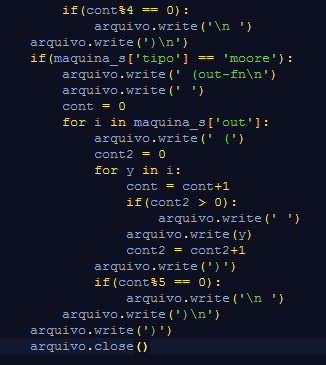 if(cont%4 == 0):
            arquivo.write('\n ')
    arquivo.write(')\n')
    if(maquina_s['tipo'] == 'moore'):
        arquivo.write(' (out-fn\n')
        arquivo.write(' ')
        cont = 0
        for i in maquina_s['out']:
            arquivo.write(' (')
            cont2 = 0
            for y in i:
                cont = cont+1
                if(cont2 > 0):
                    arquivo.write(' ')
                arquivo.write(y)
                cont2 = cont2+1
            arquivo.write(')')
            if(cont%5 == 0):
                arquivo.write('\n ')
        arquivo.write(')\n')
    arquivo.write(')')
    arquivo.close()